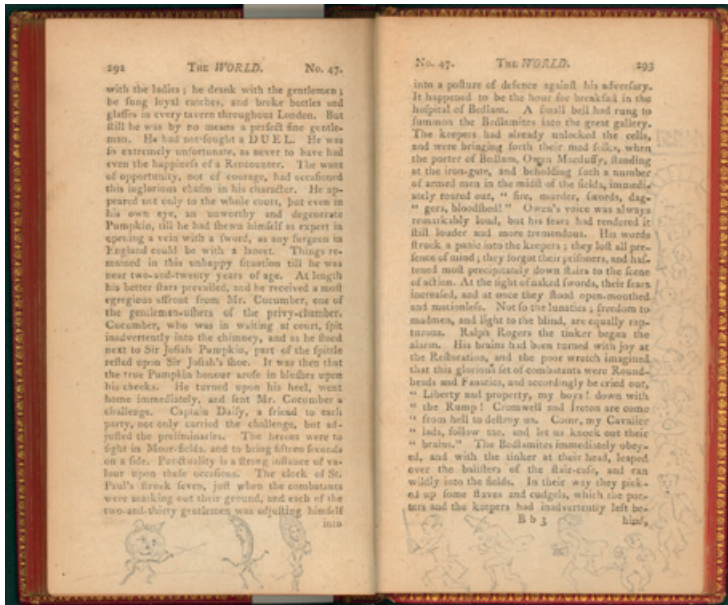 292 THE WORLD. No. 47.
with the ladies; he drank with the gentlemen;
he sung loyal catches, and broke bottles and
glasses in every tavern throughout London. But
still he was by no means a perfect fine gentle-
man. He had not fought a DUEL. He was
so extremely unfortunate, as never to have had
even the happiness of a Rencounter. The want
of opportunity, not of courage, had occasioned
this inglorious chasm in his character. He ap-
peared not only to the whole court, but even in
his own eye, an unworthy and degenerate
Pumpkin, till he had shewn himself as expert in
opening a vein with a sword, as any surgeon in
England could be with a lancet. Things re-
mained in this unhappy situation till he was
near two-and-twenty years of age. At length
his better stars prevailed, and he received a most
egregious affront from Mr. Cucumber, one of
the gentlemen-ushers of the privy-chamber.
Cucumber, who was in waiting at court, spit
inadvertently into the chimney, and as he stood
next to Sir Josiah Pumpkin, part of the spittle
rested upon Sir Josiah's shoe. It was then that
the true Pumpkin honour arose in blushes upon
his cheeks. He turned upon his heel, went
home immediately, and sent Mr. Cucumber a
challenge. Captain Daisy, a friend to each
party, not only carried the challenge, but ad-
justed the preliminaries. The heroes were to
fight in Moor-fields, and to bring fifteen seconds
on a side. Punctuality is a strong instance of va-
lour upon these occasions. The clock of St.
Paul's struck seven, just when the combatants
were marking out their ground, and each of the
two-and-thirty gentlemen was adjusting himself
into
No. 47. THE WORLD. 293
into a posture of defence against his adversary.
It happened to be the hour for breakfast in the
hospital of Bedlam. A small bell had rung to
summon the Bedlamites into the great gallery.
The keepers had already unlocked the cells,
and were bringing forth their mad folks, when
the porter of Bedlam, Owen Macduffy, standing
at the iron-gate, and beholding such a number
of armed men in the midst of the fields, immedi-
ately roared out, " fire, murder, swords, dag-
" gers, bloodshed! " Owen's voice was always
remarkably loud, but his fears had rendered it
still louder and more tremendous. His words
struck a panic into the keepers; they lost all pre-
sence of mind; they forgot their prisoners, and has-
tened most precipitately down stairs to the scene
of action. At the sight of naked swords, their fears
increased, and at once they stood open-mouthed
and motionless. Not so the lunatics; freedom to
madmen, and light to the blind, are equally rap-
turous. Ralph Rogers the tinker began the
alarm. His brains had been turned with joy at
the Restoration, and the poor wretch imagined
that this glorious set of combatants were Round-
heads and Fanatics, and accordingly he cried out,
" Liberty and property, my boys! down with
" the Rump! Cromwell and Ireton are come
" from hell to destroy us. Come, my Cavalier
" lads, follow me, and let us knock out their
" brains." The Bedlamites immediately obey-
ed, and with the tinker at their head, leaped
over the balisters of the stair-case, and ran
wildly into the fields. In their way they pick-
ed up some staves and cudgels, which the por-
ters and the keepers had inadvertently left be-
B b 3 hind,